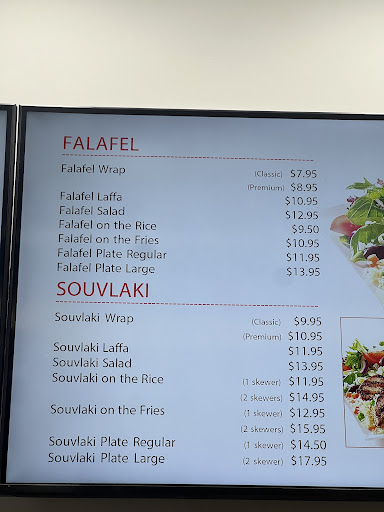 FALAFEL
Falafel Wrap (Classic) $7.95
(Premium) $8.95
Falafel Laffa $10.95
Falafel Salad $12.95
Falafel on the Rice $9.50
Falafel on the Fries $10.95
Falafel Plate Regular $11.95
Falafel Plate Large $13.95
SOUVLAKI
Souvlaki Wrap (Classic) $9.95
(Premium) $10.95
Souvlaki Laffa $11.95
Souvlaki Salad $13.95
Souvlaki on the Rice (1 skewer) $11.95
(2 skewers) $14.95
Souvlaki on the Fries (1 skewer) $12.95
(2 skewers) $15.95
Souvlaki Plate Regular (1 skewer) $14.50
Souvlaki Plate Large (2 skewer) $17.95